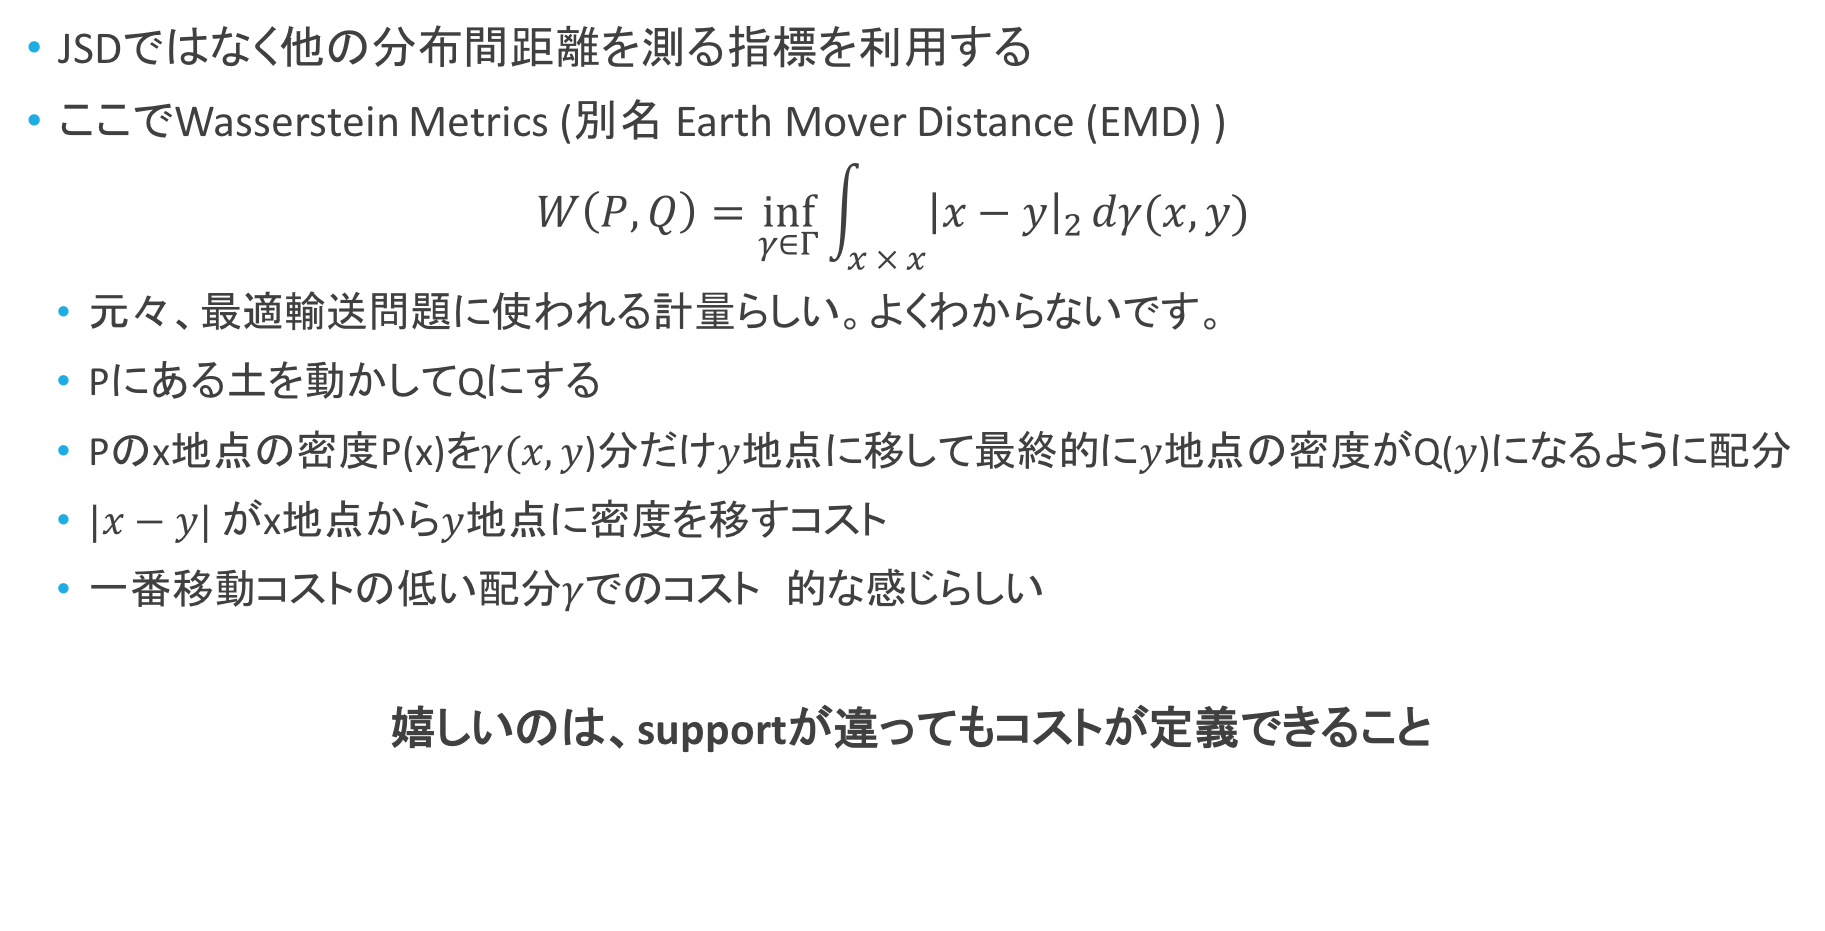 • JSDではなく他の分布間距離を測る指標を利用する
• ここでWasserstein Metrics (別名 Earth Mover Distance (EMD) )
W(P, Q) = inf_{γ∈Γ} ∫_{x × x} |x − y|₂ dγ(x, y)
• 元々、最適輸送問題に使われる計量らしい。よくわからないです。
• Pにある土を動かしてQにする
• Pのx地点の密度P(x)をγ(x, y)分だけy地点に移して最終的にy地点の密度がQ(y)になるように配分
• |x − y| がx地点からy地点に密度を移すコスト
• 一番移動コストの低い配分γでのコスト　的な感じらしい
嬉しいのは、supportが違ってもコストが定義できること